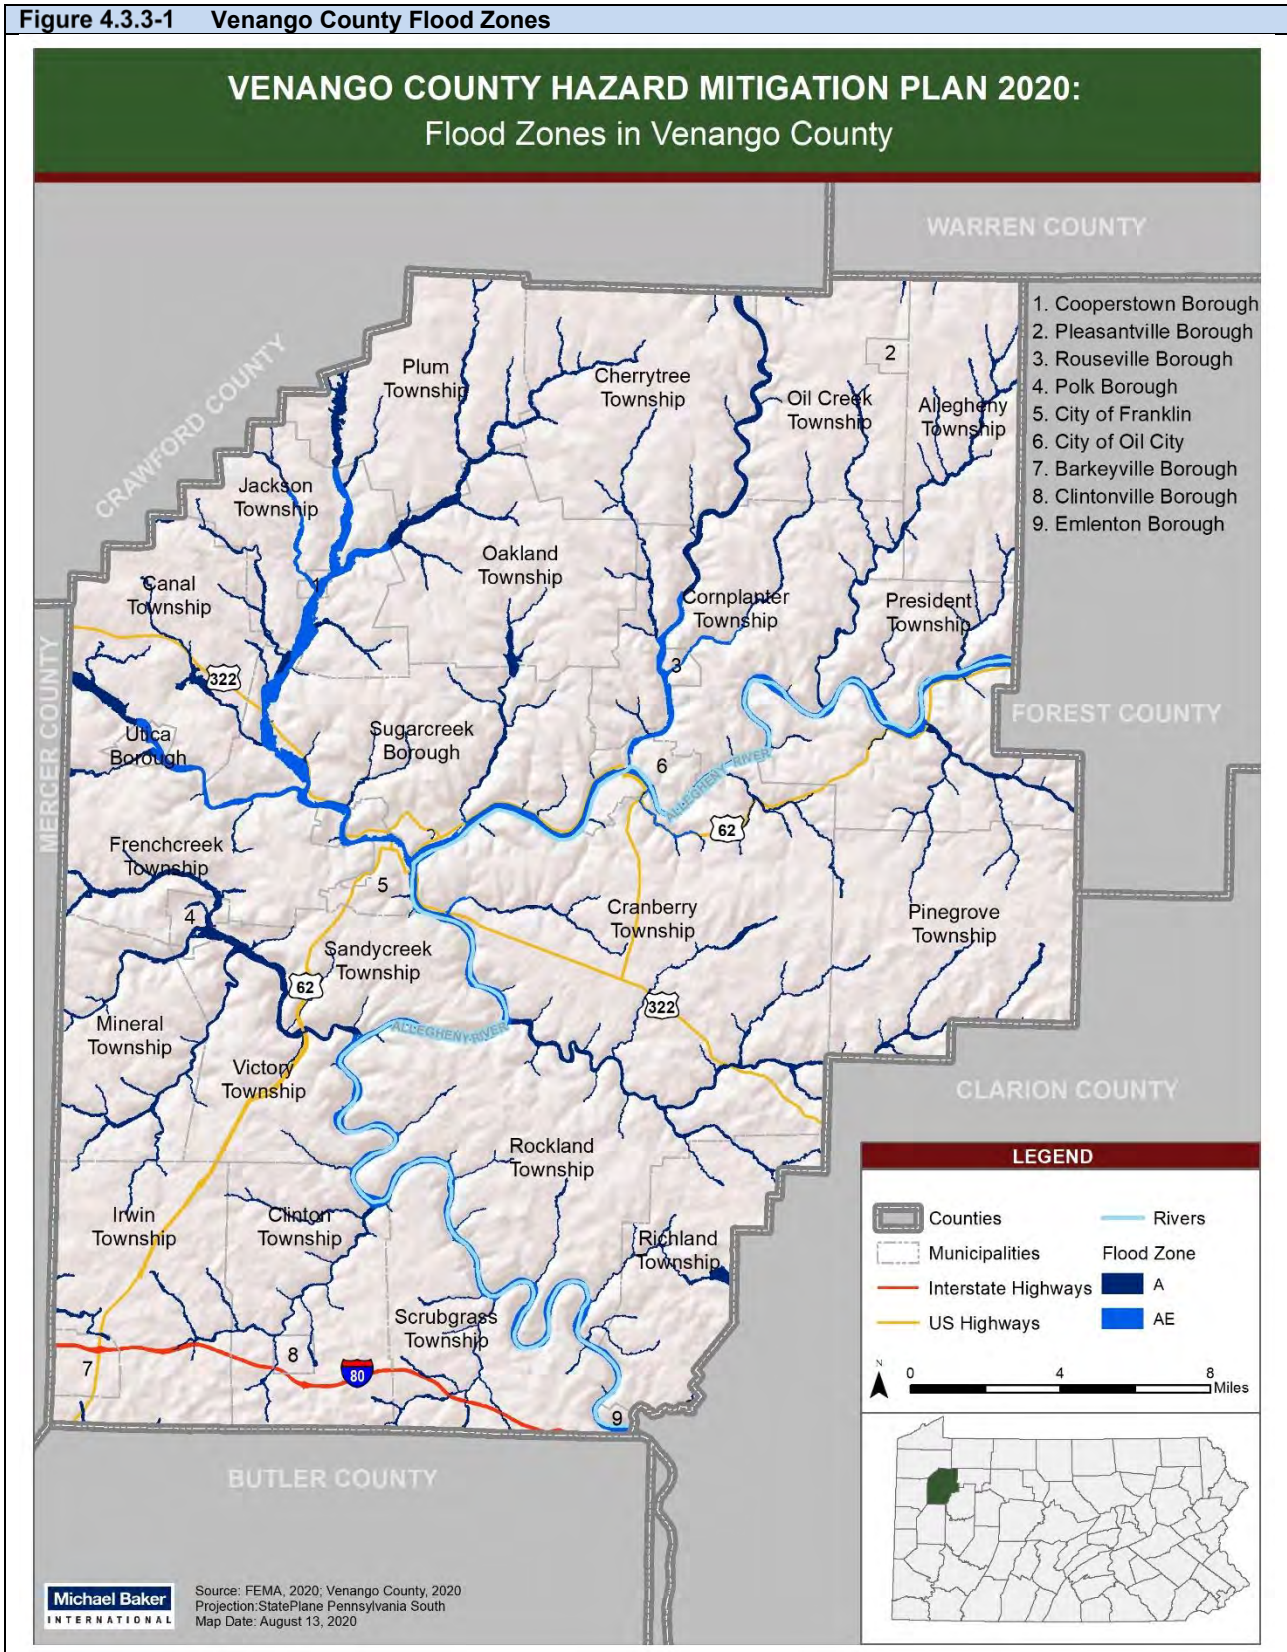 Figure 4.3.3-1 Venango County Flood Zones
VENANGO COUNTY HAZARD MITIGATION PLAN 2020:
Flood Zones in Venango County
WARREN COUNTY
CRAWFORD COUNTY
MERCER COUNTY
FOREST COUNTY
CLARION COUNTY
BUTLER COUNTY
1. Cooperstown Borough
2. Pleasantville Borough
3. Rouseville Borough
4. Polk Borough
5. City of Franklin
6. City of Oil City
7. Barkeyville Borough
8. Clintonville Borough
9. Emlenton Borough
Plum
Township
Cherrytree
Township
2
Oil Creek
Township
Allegheny
Township
Jackson
Township
Oakland
Township
Canal
Township
1
Cornplanter
Township
President
Township
3
322
Utica
Borough
Sugarcreek
Borough
6
ALLEGHENY RIVER
62
Frenchcreek
Township
5
4
Cranberry
Township
Pinegrove
Township
Sandycreek
Township
62
322
ALLEGHENY RIVER
Mineral
Township
Victory
Township
Rockland
Township
Irwin
Township
Clinton
Township
Richland
Township
Scrubgrass
Township
7
8
80
9
LEGEND
Counties
Municipalities
Interstate Highways
US Highways
Rivers
Flood Zone
A
AE
N
0 4 8
Miles
Michael Baker
INTERNATIONAL
Source: FEMA, 2020; Venango County, 2020
Projection:StatePlane Pennsylvania South
Map Date: August 13, 2020